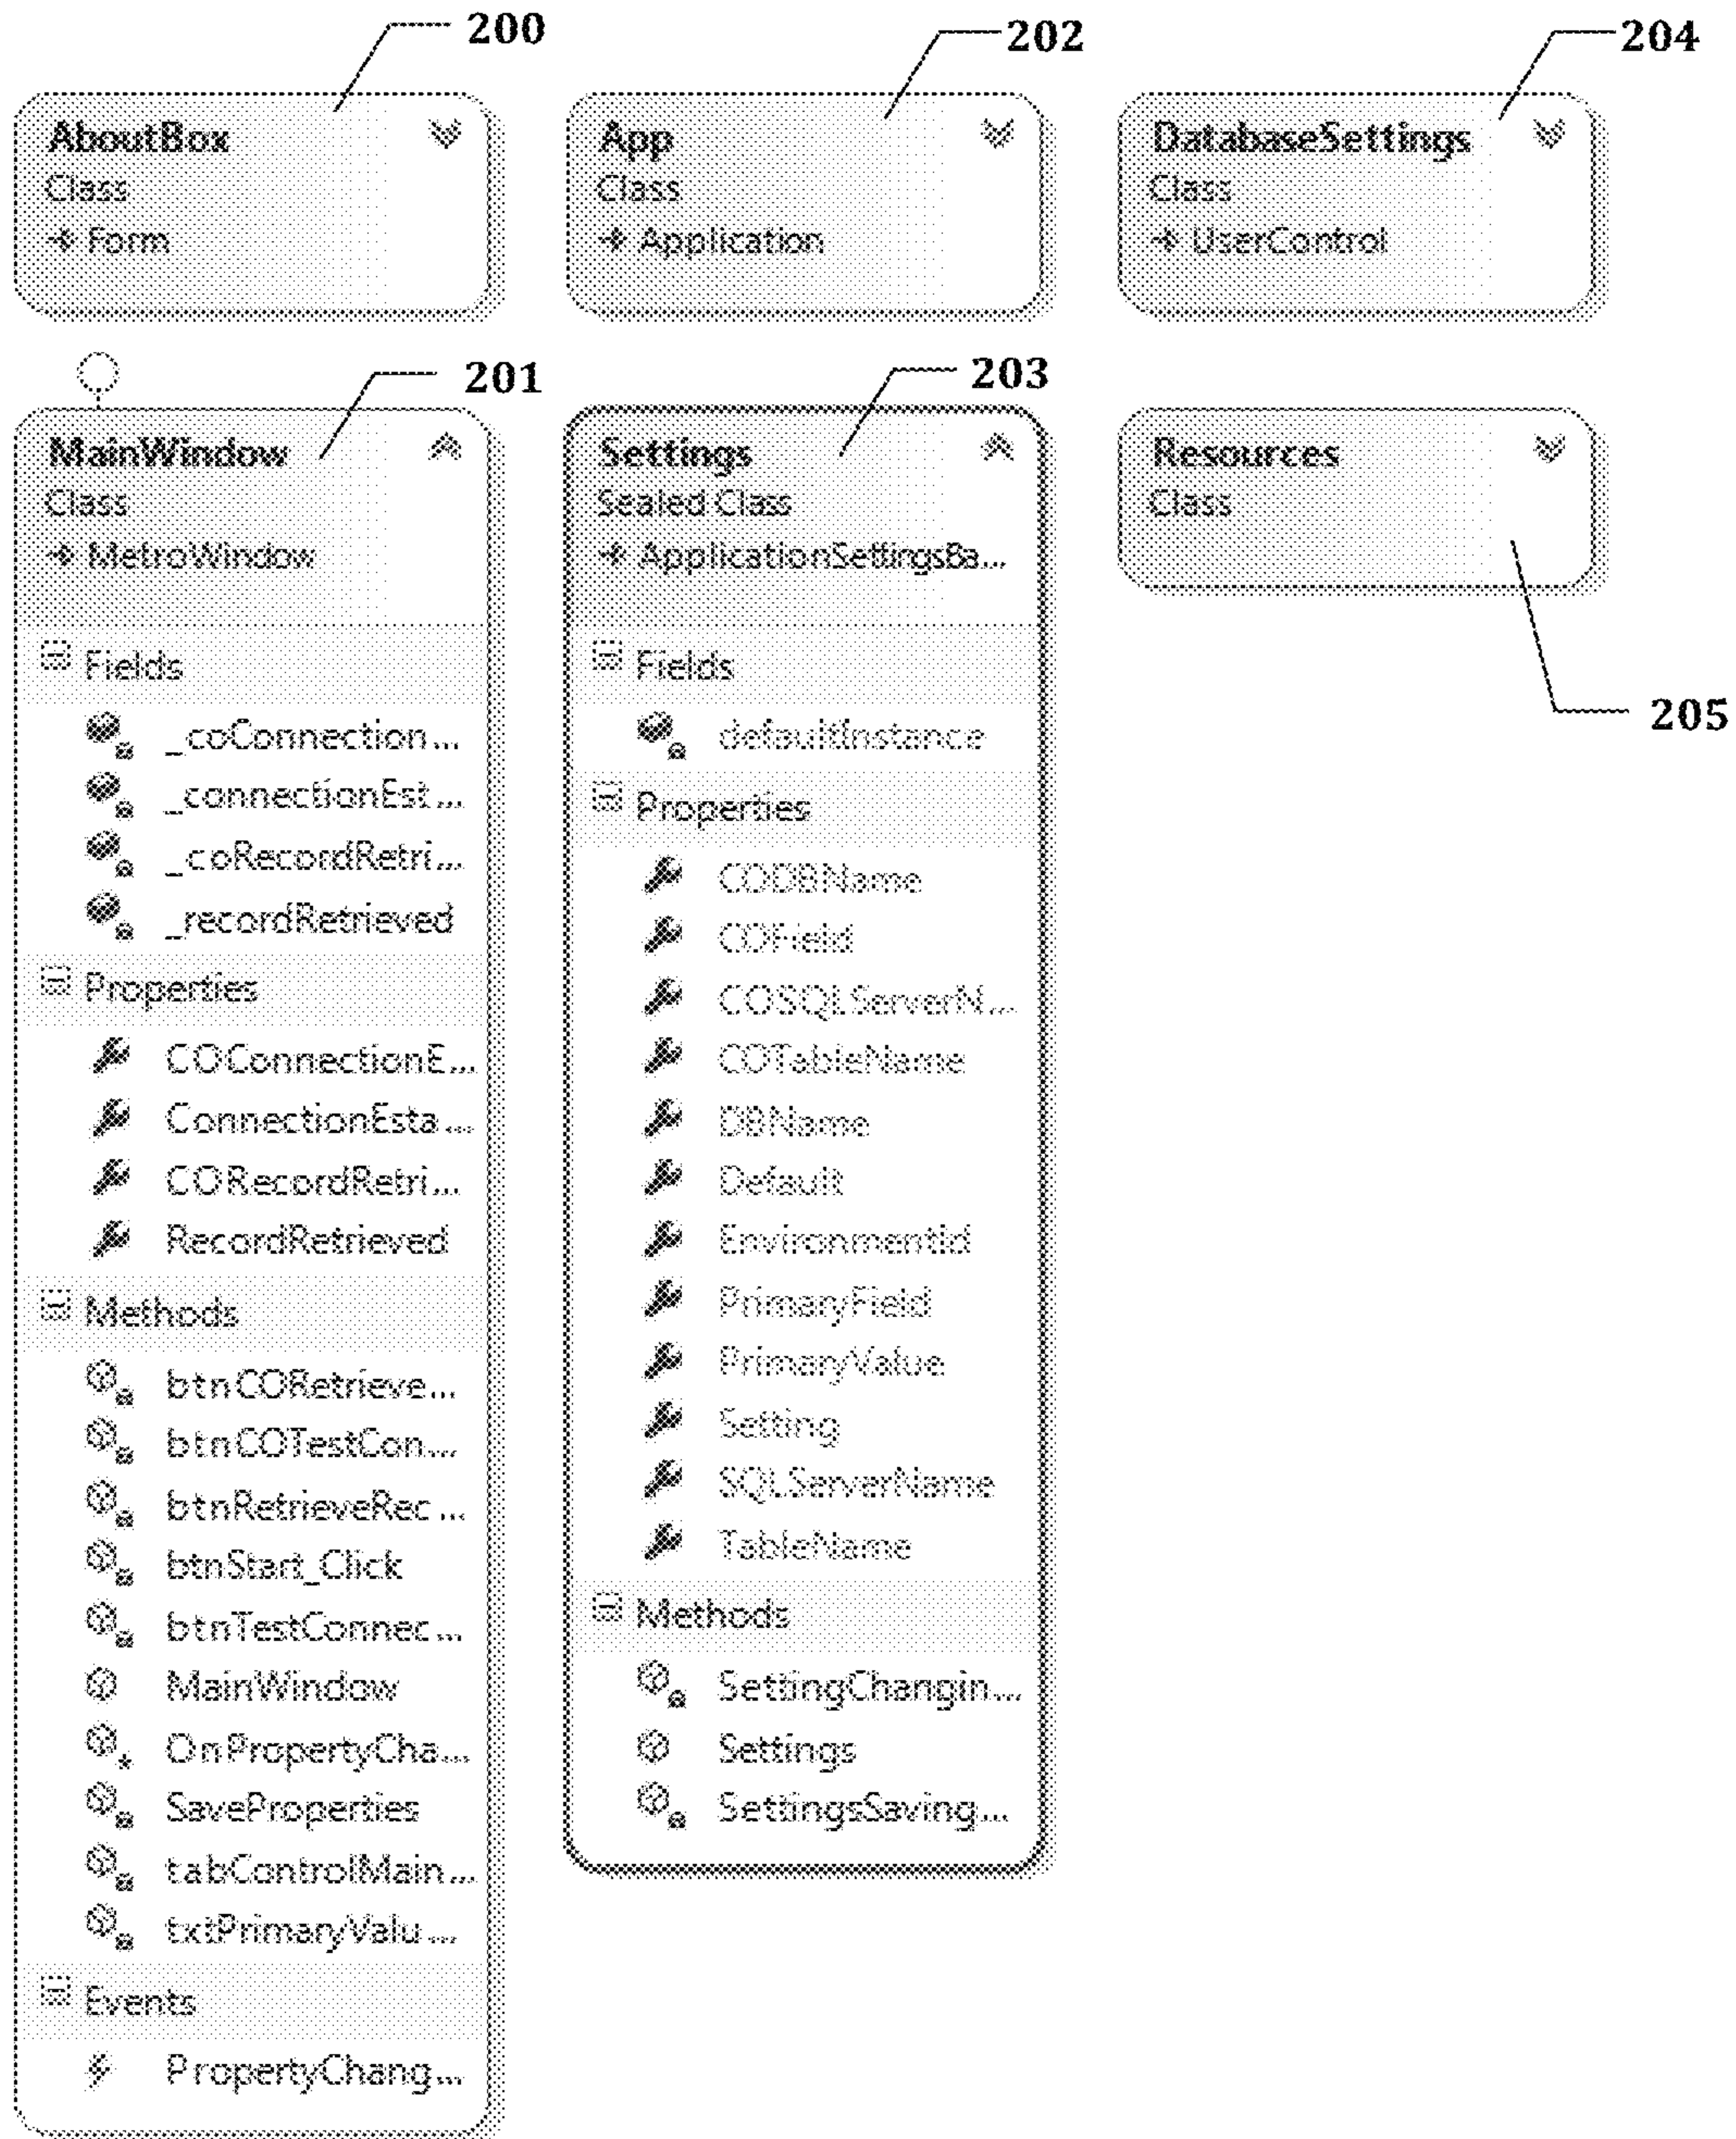 200
AboutBox
Class
Form
202
App
Class
Application
204
DatabaseSettings
Class
UserControl
201
MainWindow
Class
MetroWindow
Fields
_coConnection...
_connectionEst...
_coRecordRetri...
_recordRetrieved
Properties
COConnectionE...
ConnectionEsta...
CORecordRetri...
RecordRetrieved
Methods
btnCORetrieve...
btnCOTestCon...
btnRetrieveRec...
btnStart_Click
btnTestConnec...
MainWindow
OnPropertyCha...
SaveProperties
tabControlMain...
txtPrimaryValu...
Events
PropertyChang...
203
Settings
Sealed Class
ApplicationSettingsBa...
Fields
defaultInstance
Properties
CODBName
COField
COSQLServerN...
COTableName
DBName
Default
EnvironmentId
PrimaryField
PrimaryValue
Setting
SQLServerName
TableName
Methods
SettingChangin...
Settings
SettingsSaving...
Resources
Class
205